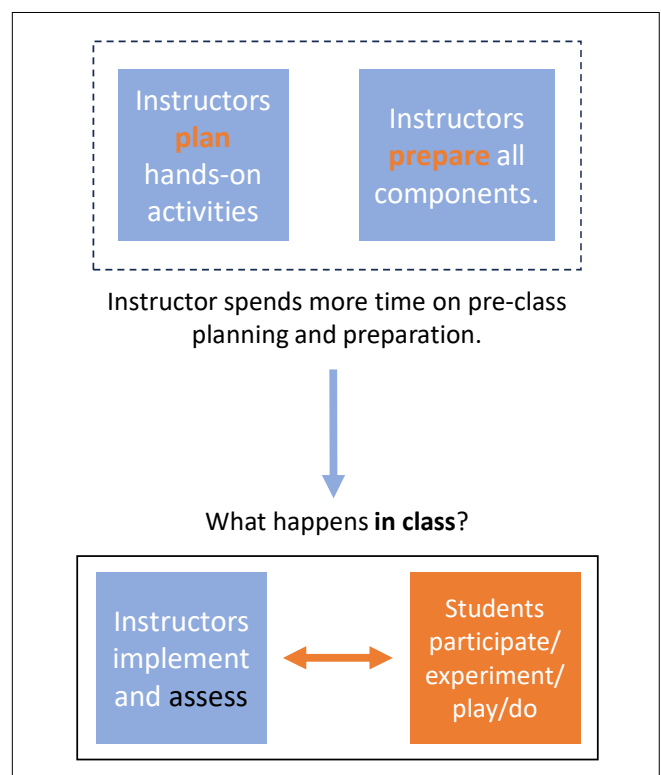 Instructors
plan
hands-on
activities
Instructors
prepare all
components.
Instructor spends more time on pre-class
planning and preparation.
What happens in class?
Instructors
implement
and assess
Students
participate/
experiment/
play/do